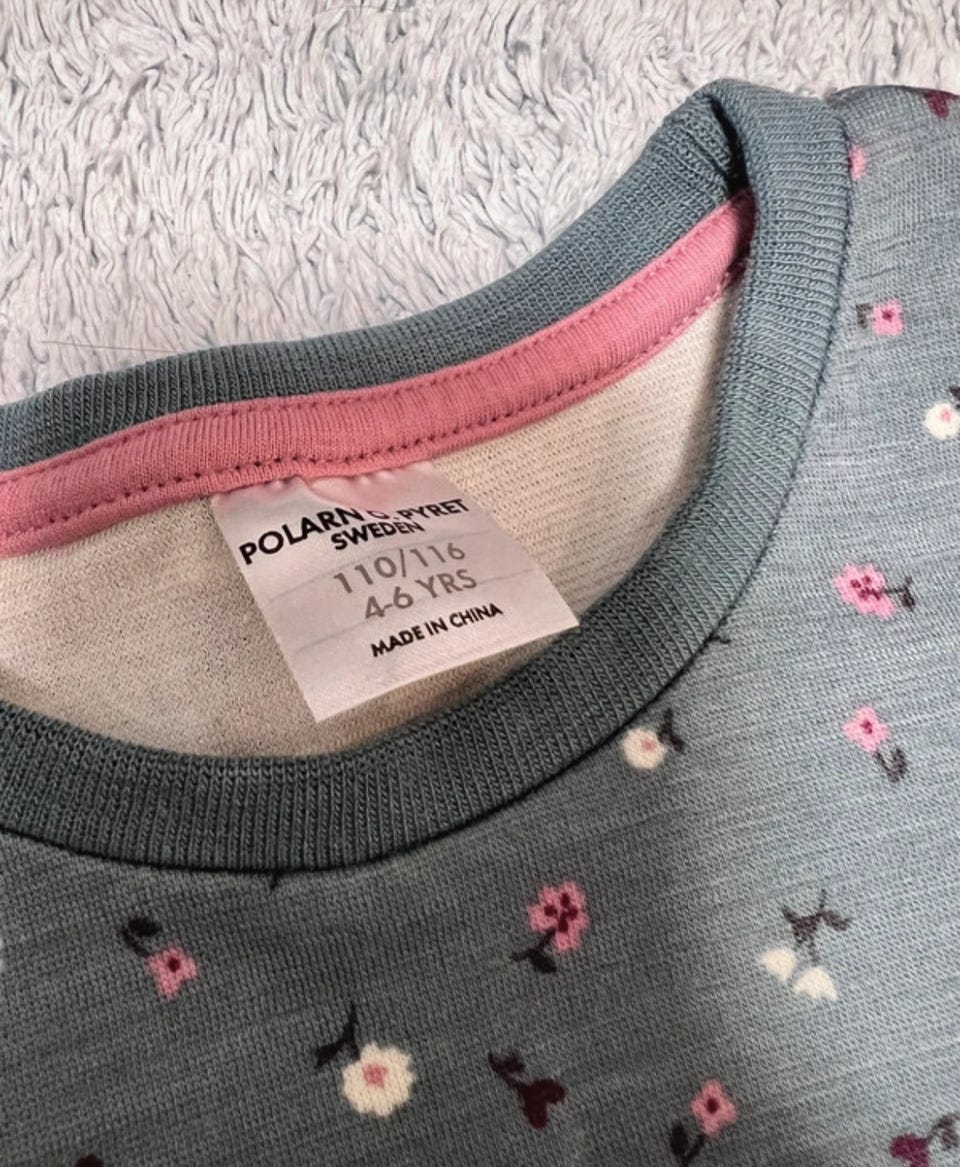 POLARN O. PYRET
SWEDEN
110/116
4-6 YRS
MADE IN CHINA